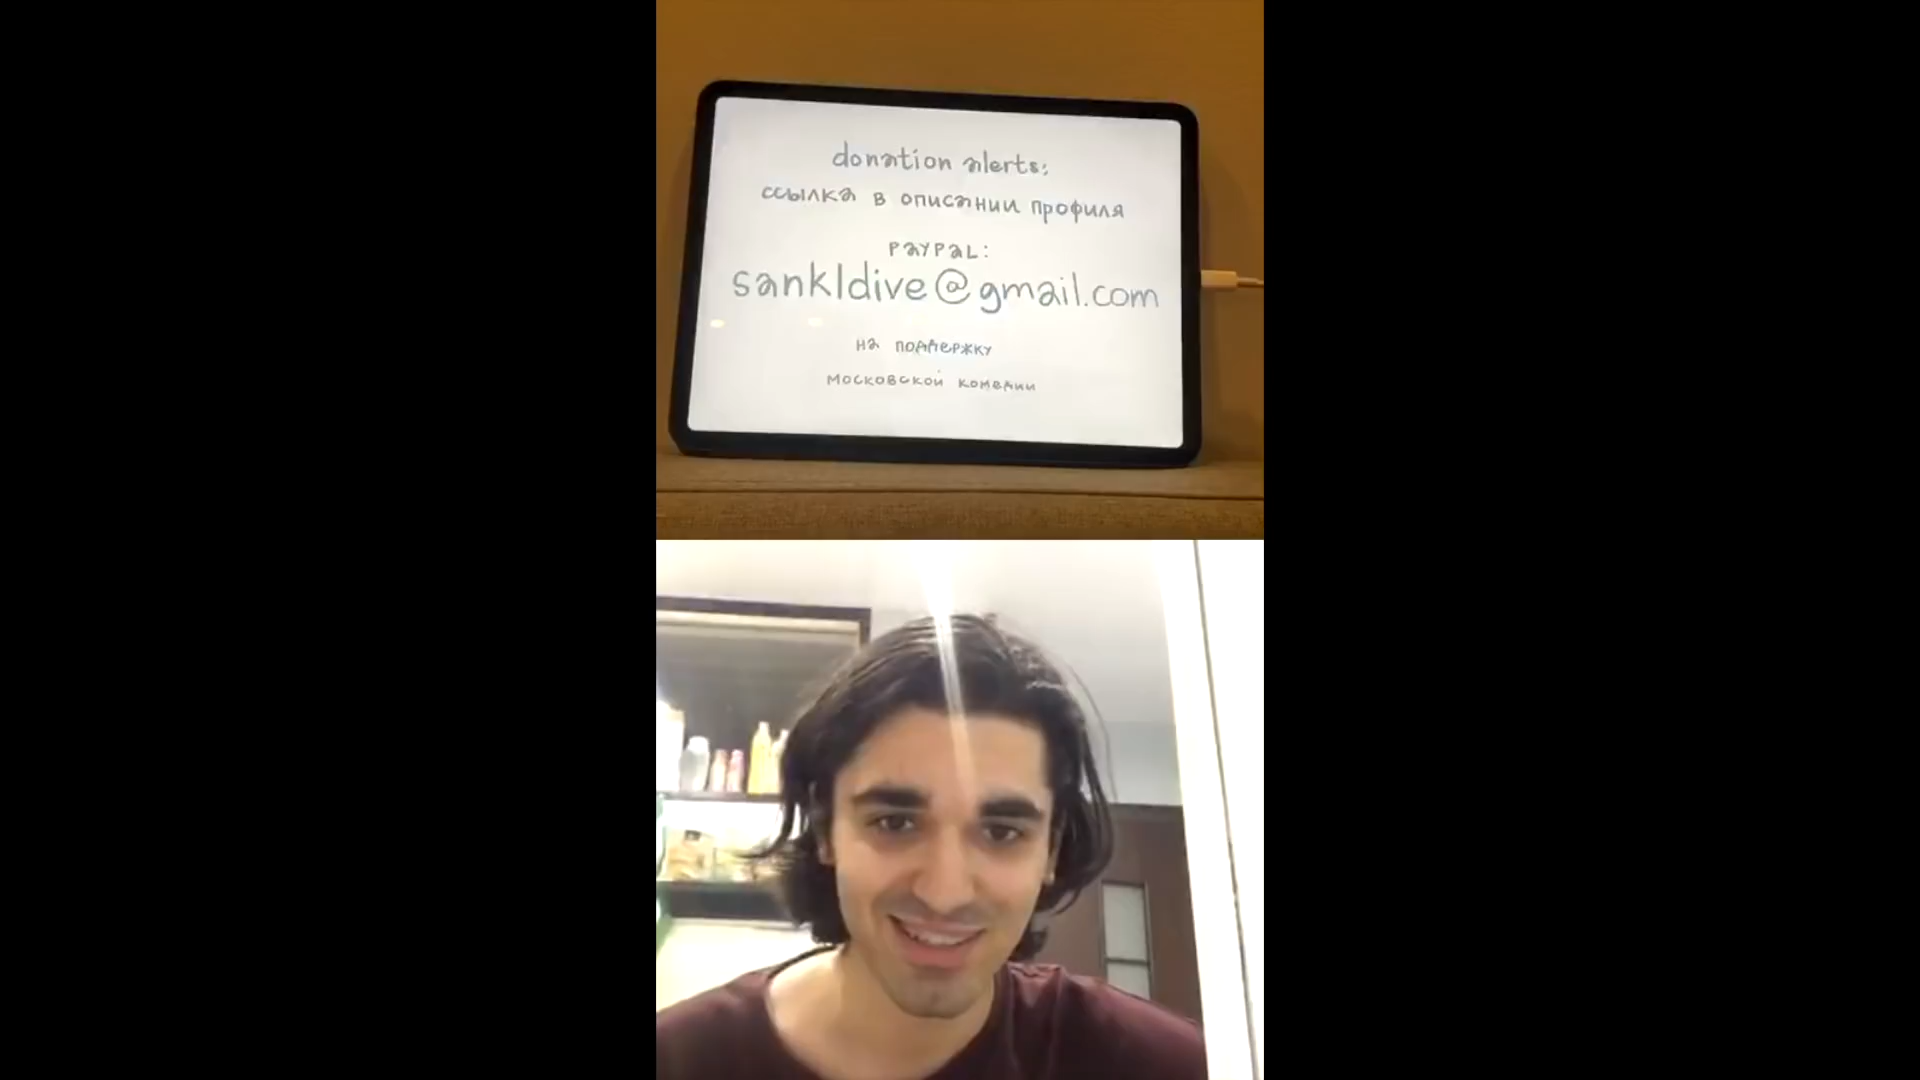 donation alerts:
ссылка в описании профиля
PAYPAL:
sankldive@gmail.com
на поддержку
московской комедии